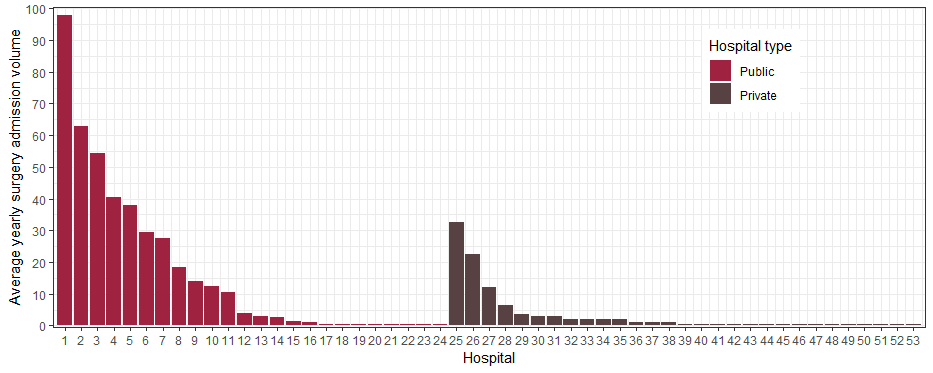 Average yearly surgery admission volume
100
90
80
70
60
50
40
30
20
10
0
Hospital type
Public
Private
1 2 3 4 5 6 7 8 9 10 11 12 13 14 15 16 17 18 19 20 21 22 23 24 25 26 27 28 29 30 31 32 33 34 35 36 37 38 39 40 41 42 43 44 45 46 47 48 49 50 51 52 53
Hospital